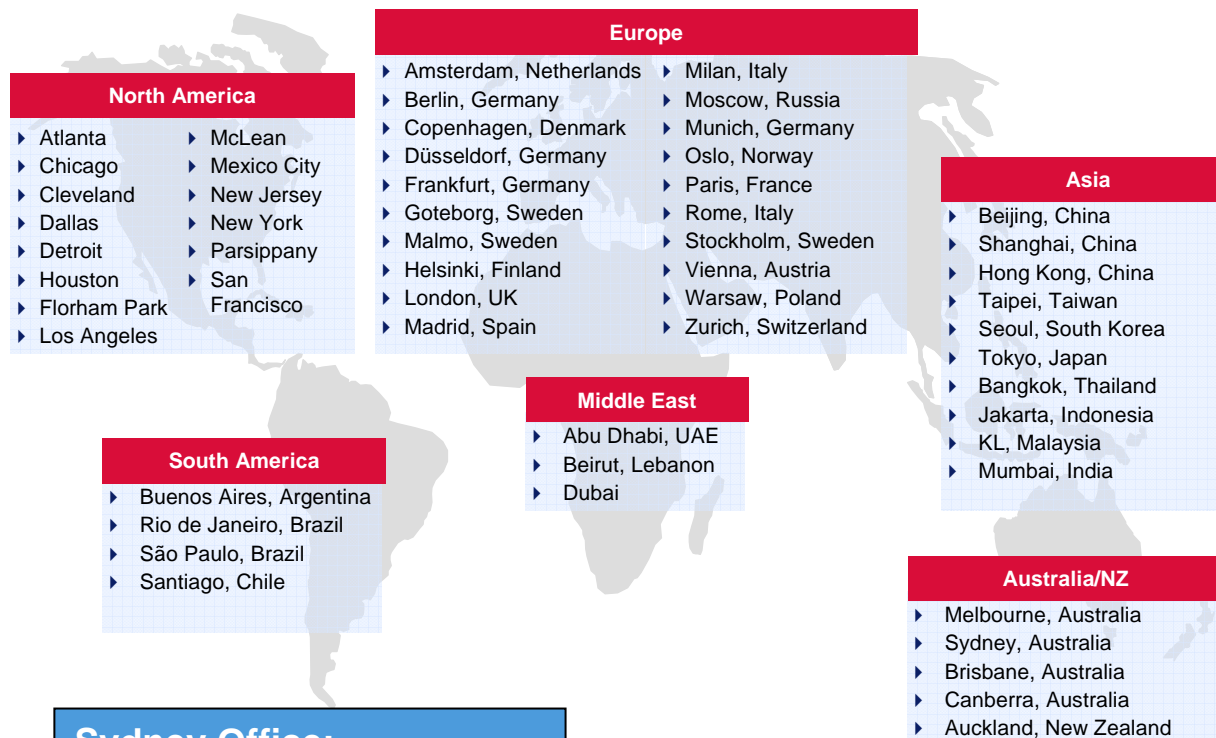 North America
Atlanta
Chicago
Cleveland
Dallas
Detroit
Houston
Florham Park
Los Angeles
McLean
Mexico City
New Jersey
New York
Parsippany
San
Francisco
Europe
Amsterdam, Netherlands
Berlin, Germany
Copenhagen, Denmark
Düsseldorf, Germany
Frankfurt, Germany
Goteborg, Sweden
Malmo, Sweden
Helsinki, Finland
London, UK
Madrid, Spain
Milan, Italy
Moscow, Russia
Munich, Germany
Oslo, Norway
Paris, France
Rome, Italy
Stockholm, Sweden
Vienna, Austria
Warsaw, Poland
Zurich, Switzerland
Asia
Beijing, China
Shanghai, China
Hong Kong, China
Taipei, Taiwan
Seoul, South Korea
Tokyo, Japan
Bangkok, Thailand
Jakarta, Indonesia
KL, Malaysia
Mumbai, India
Middle East
Abu Dhabi, UAE
Beirut, Lebanon
Dubai
South America
Buenos Aires, Argentina
Rio de Janeiro, Brazil
São Paulo, Brazil
Santiago, Chile
Australia/NZ
Melbourne, Australia
Sydney, Australia
Brisbane, Australia
Canberra, Australia
Auckland, New Zealand
Sydney Office: